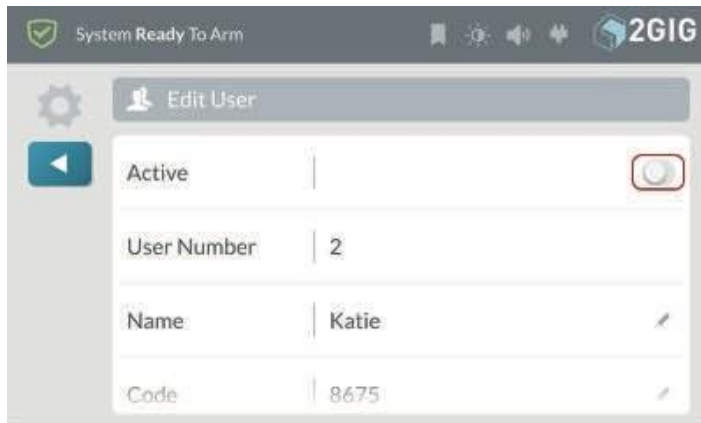 System Ready To Arm
2GIG
Edit User
Active
User Number 2
Name Katie
Code 8675